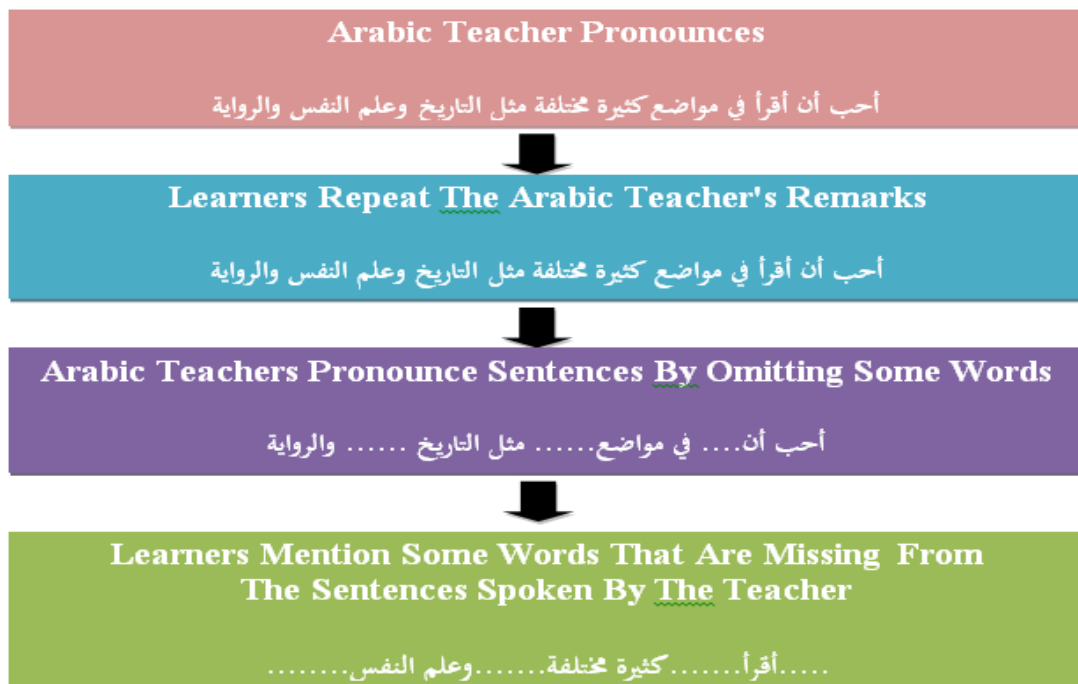 Arabic Teacher Pronounces
أحب أن أقرأ في مواضع كثيرة مختلفة مثل التاريخ وعلم النفس والرواية
Learners Repeat The Arabic Teacher's Remarks
أحب أن أقرأ في مواضع كثيرة مختلفة مثل التاريخ وعلم النفس والرواية
Arabic Teachers Pronounce Sentences By Omitting Some Words
أحب أن.... في مواضع...... مثل التاريخ ...... والرواية
Learners Mention Some Words That Are Missing From
The Sentences Spoken By The Teacher
.....أقرأ.......كثيرة مختلفة.......وعلم النفس........